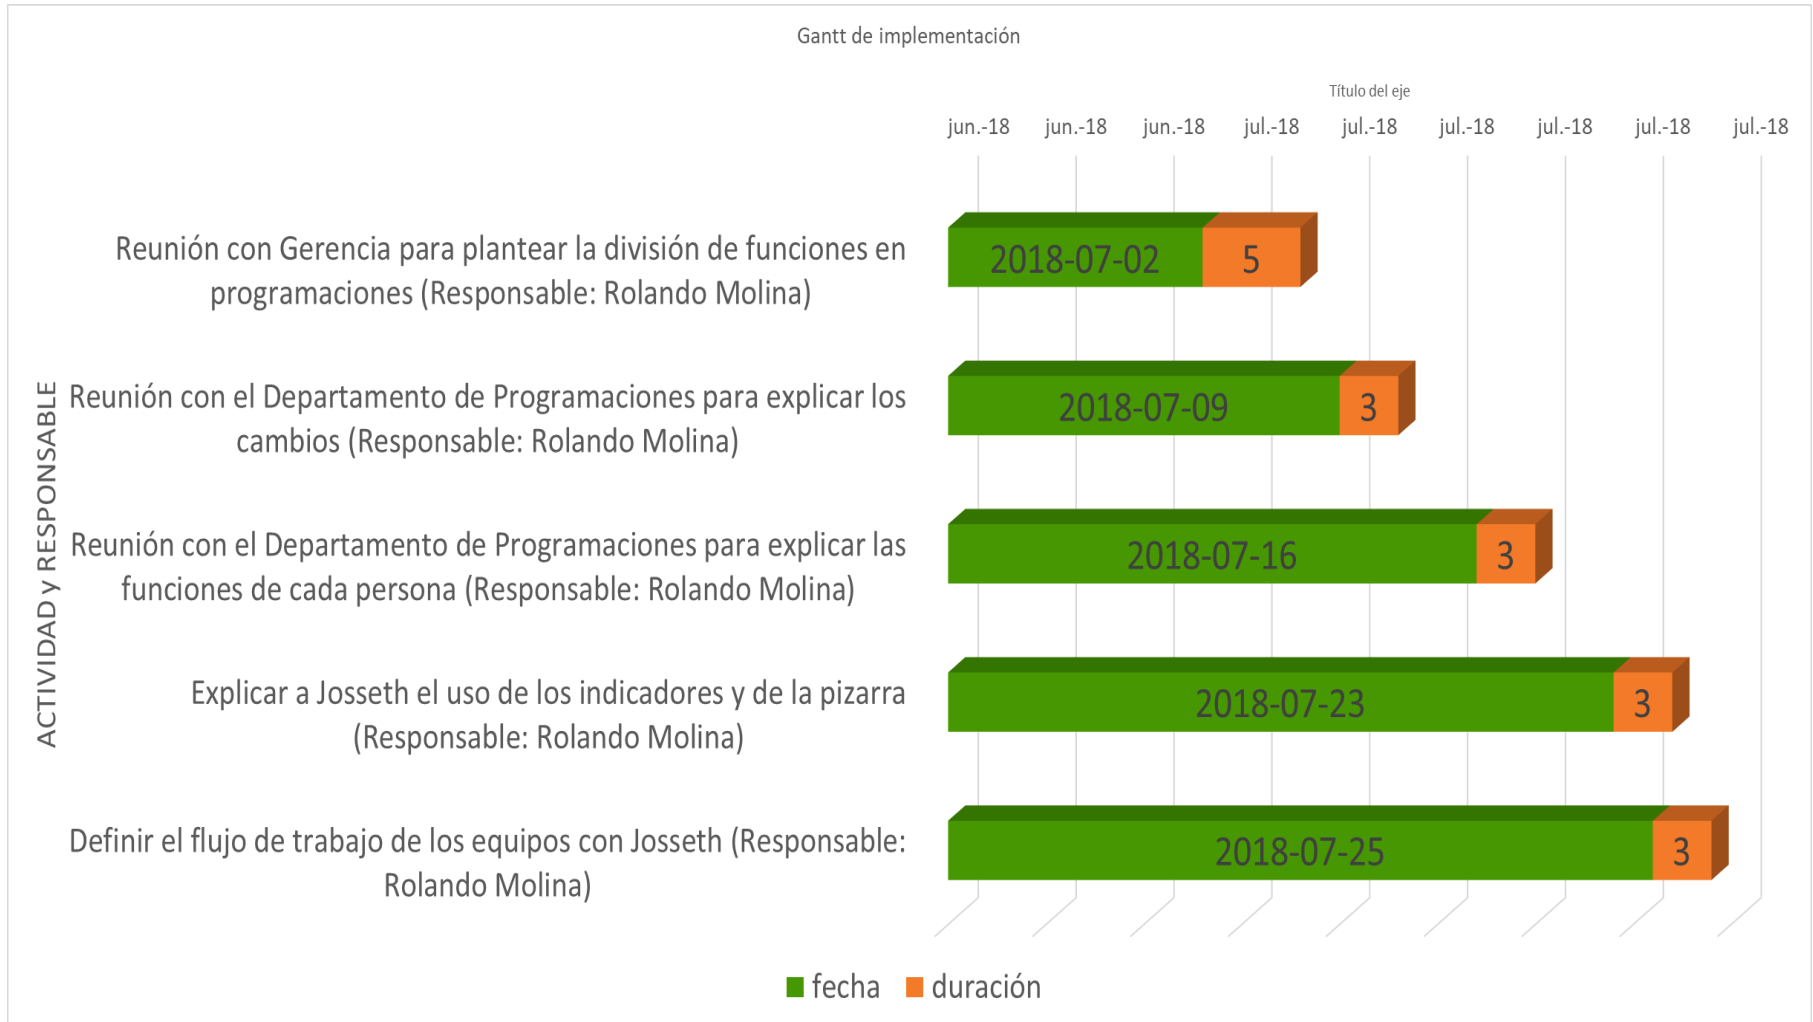 Gantt de implementación
Título del eje
jun.-18 jun.-18 jun.-18 jul.-18 jul.-18 jul.-18 jul.-18 jul.-18 jul.-18
ACTIVIDAD y RESPONSABLE
Reunión con Gerencia para plantear la división de funciones en
programaciones (Responsable: Rolando Molina)
2018-07-02 5
Reunión con el Departamento de Programaciones para explicar los
cambios (Responsable: Rolando Molina)
2018-07-09 3
Reunión con el Departamento de Programaciones para explicar las
funciones de cada persona (Responsable: Rolando Molina)
2018-07-16 3
Explicar a Josseth el uso de los indicadores y de la pizarra
(Responsable: Rolando Molina)
2018-07-23 3
Definir el flujo de trabajo de los equipos con Josseth (Responsable:
Rolando Molina)
2018-07-25 3
fecha duración